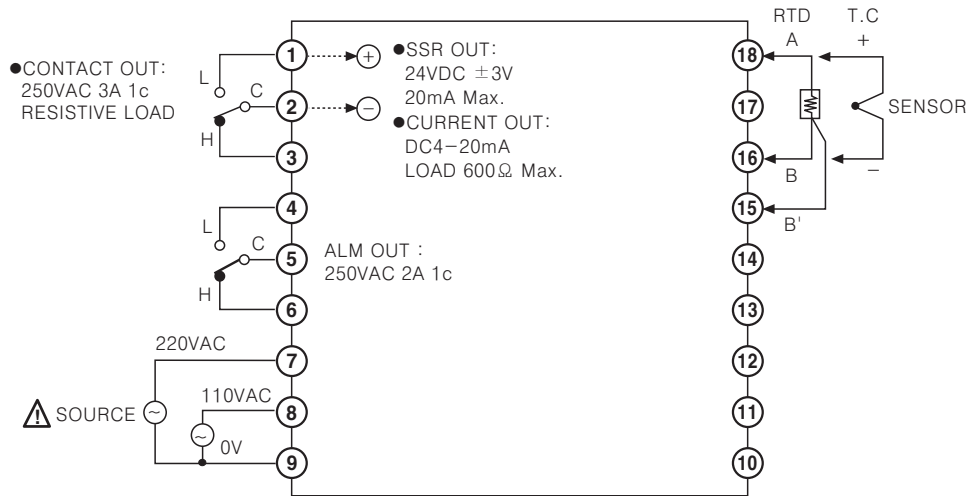 ●CONTACT OUT:
250VAC 3A 1c
RESISTIVE LOAD
L
C
H
1
2
3
+
−
●SSR OUT:
24VDC ±3V
20mA Max.
●CURRENT OUT:
DC4−20mA
LOAD 600Ω Max.
L
C
H
4
5
6
ALM OUT :
250VAC 2A 1c
220VAC
7
110VAC
8
⚠ SOURCE ~
~
0V
9
RTD T.C
A +
18
17
SENSOR
16
B −
15
B'
14
13
12
11
10